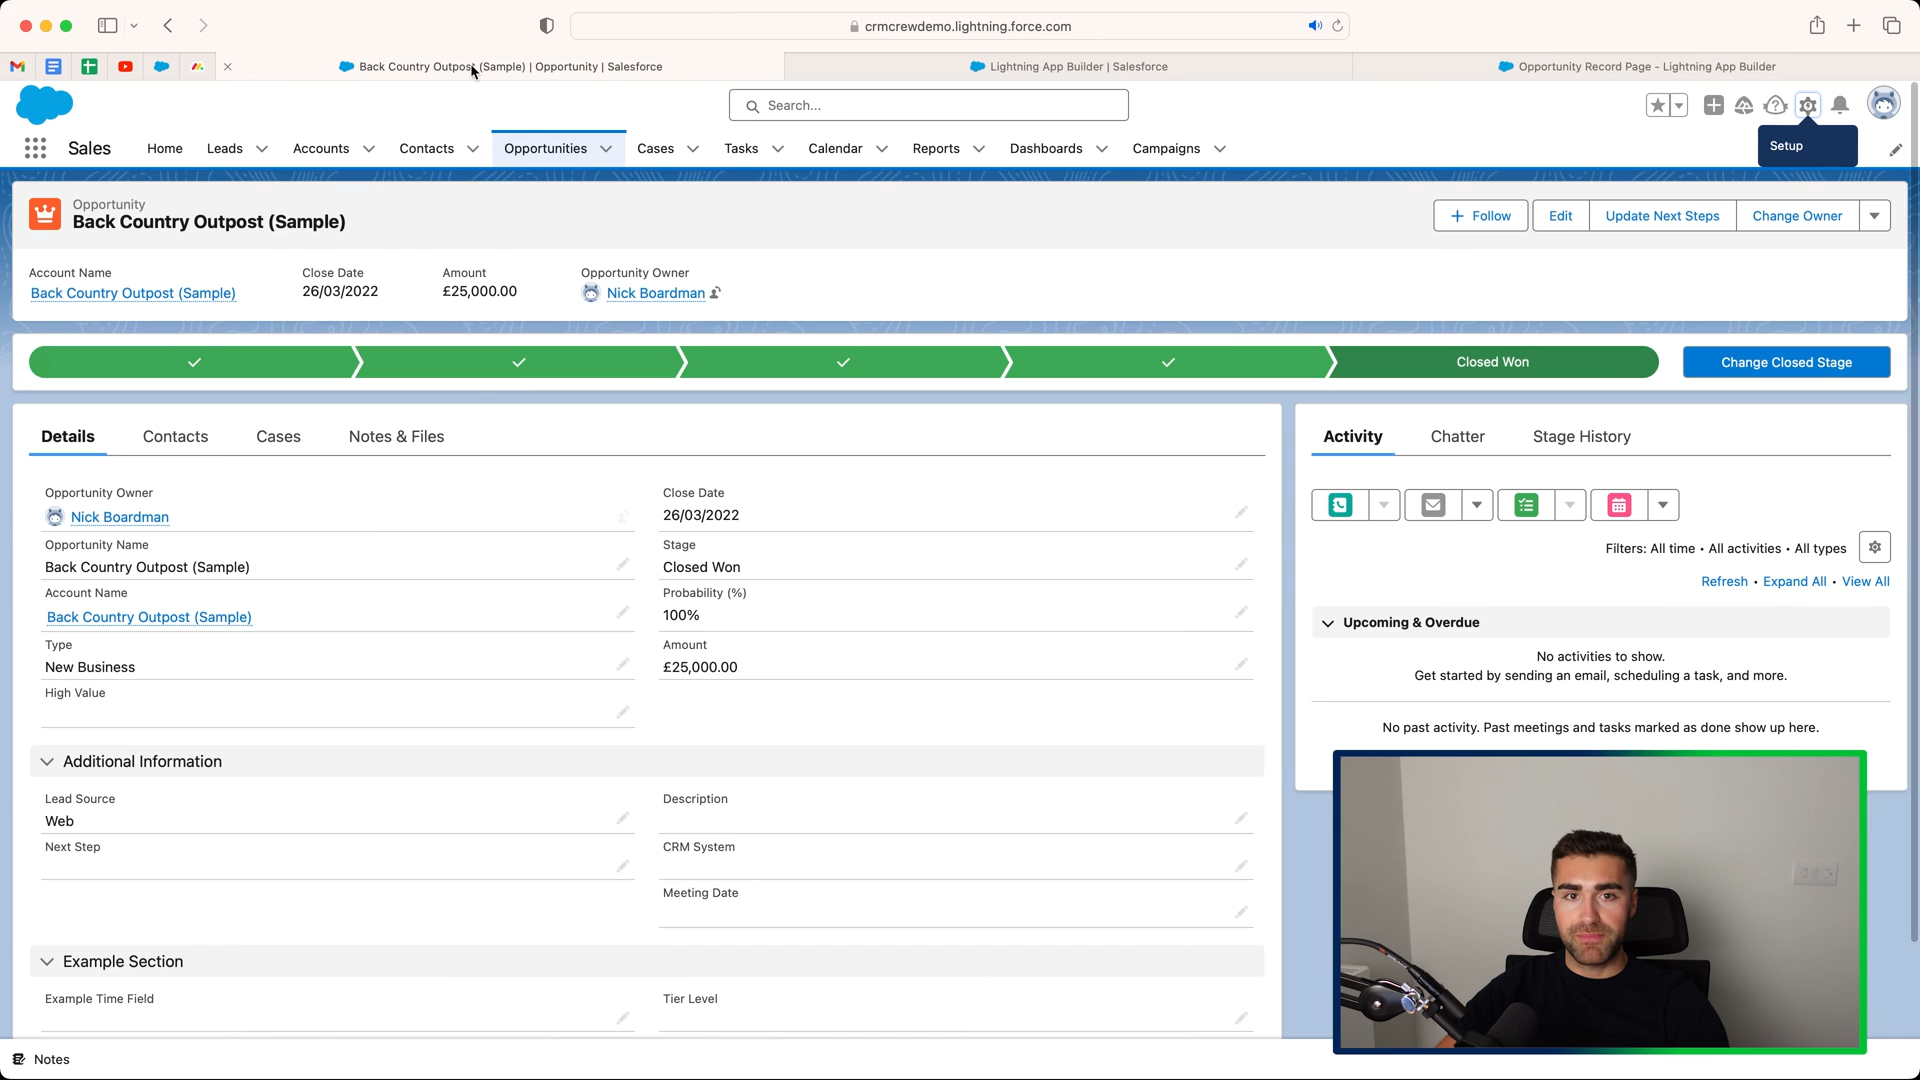 crmcrewdemo.lightning.force.com
Back Country Outpost (Sample) | Opportunity | Salesforce
Lightning App Builder | Salesforce
Opportunity Record Page - Lightning App Builder
Search...
Setup
Sales
Home
Leads
Accounts
Contacts
Opportunities
Cases
Tasks
Calendar
Reports
Dashboards
Campaigns
Opportunity
Back Country Outpost (Sample)
Follow
Edit
Update Next Steps
Change Owner
Account Name
Back Country Outpost (Sample)
Close Date
26/03/2022
Amount
£25,000.00
Opportunity Owner
Nick Boardman
Closed Won
Change Closed Stage
Details
Contacts
Cases
Notes & Files
Opportunity Owner
Nick Boardman
Close Date
26/03/2022
Opportunity Name
Back Country Outpost (Sample)
Stage
Closed Won
Account Name
Back Country Outpost (Sample)
Probability (%)
100%
Type
New Business
Amount
£25,000.00
High Value
Additional Information
Lead Source
Web
Description
Next Step
CRM System
Meeting Date
Example Section
Example Time Field
Tier Level
Activity
Chatter
Stage History
Filters: All time • All activities • All types
Refresh • Expand All • View All
Upcoming & Overdue
No activities to show.
Get started by sending an email, scheduling a task, and more.
No past activity. Past meetings and tasks marked as done show up here.
Notes